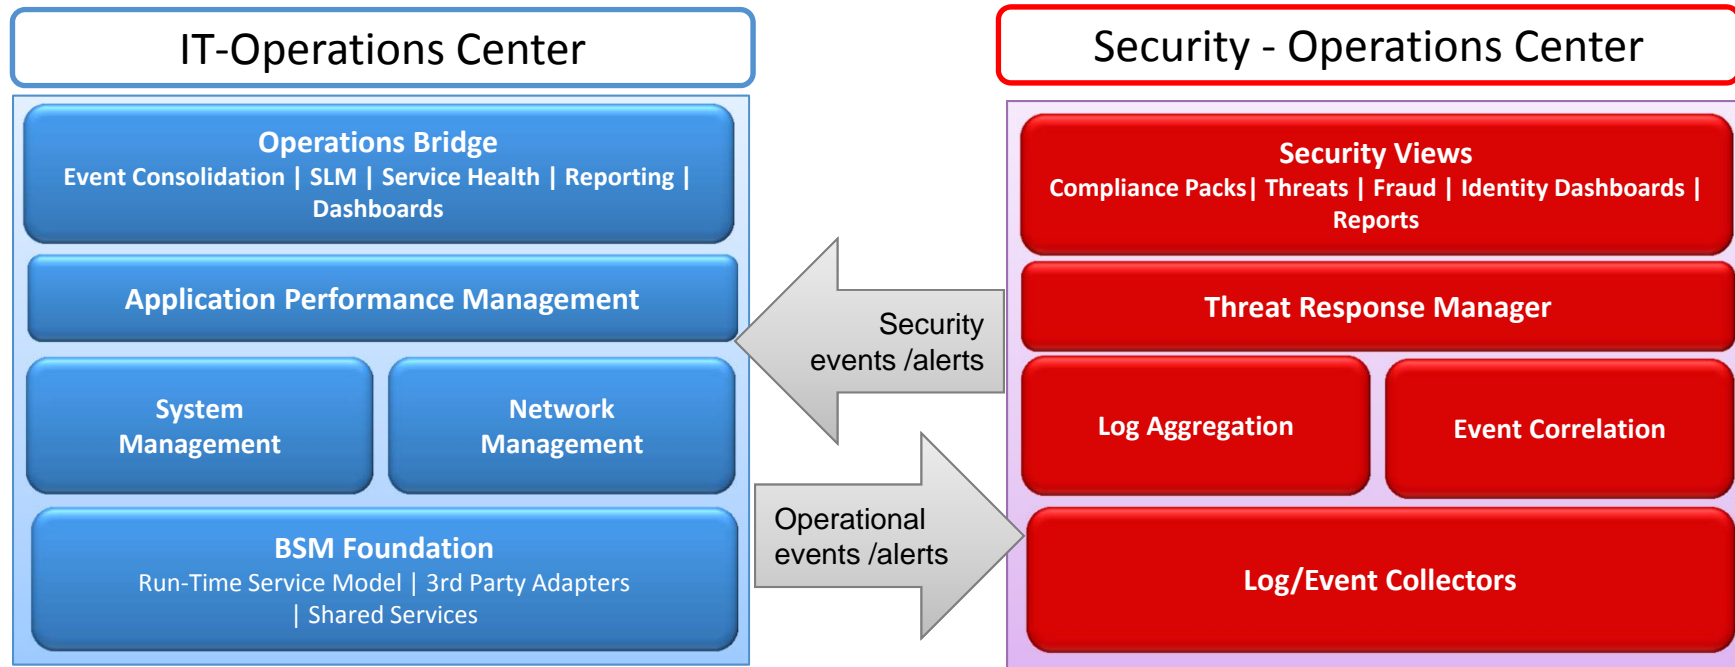 IT-Operations Center
Operations Bridge
Event Consolidation | SLM | Service Health | Reporting |
Dashboards
Application Performance Management
System
Management
Network
Management
BSM Foundation
Run-Time Service Model | 3rd Party Adapters
| Shared Services
Security
events /alerts
Operational
events /alerts
Security - Operations Center
Security Views
Compliance Packs| Threats | Fraud | Identity Dashboards |
Reports
Threat Response Manager
Log Aggregation
Event Correlation
Log/Event Collectors